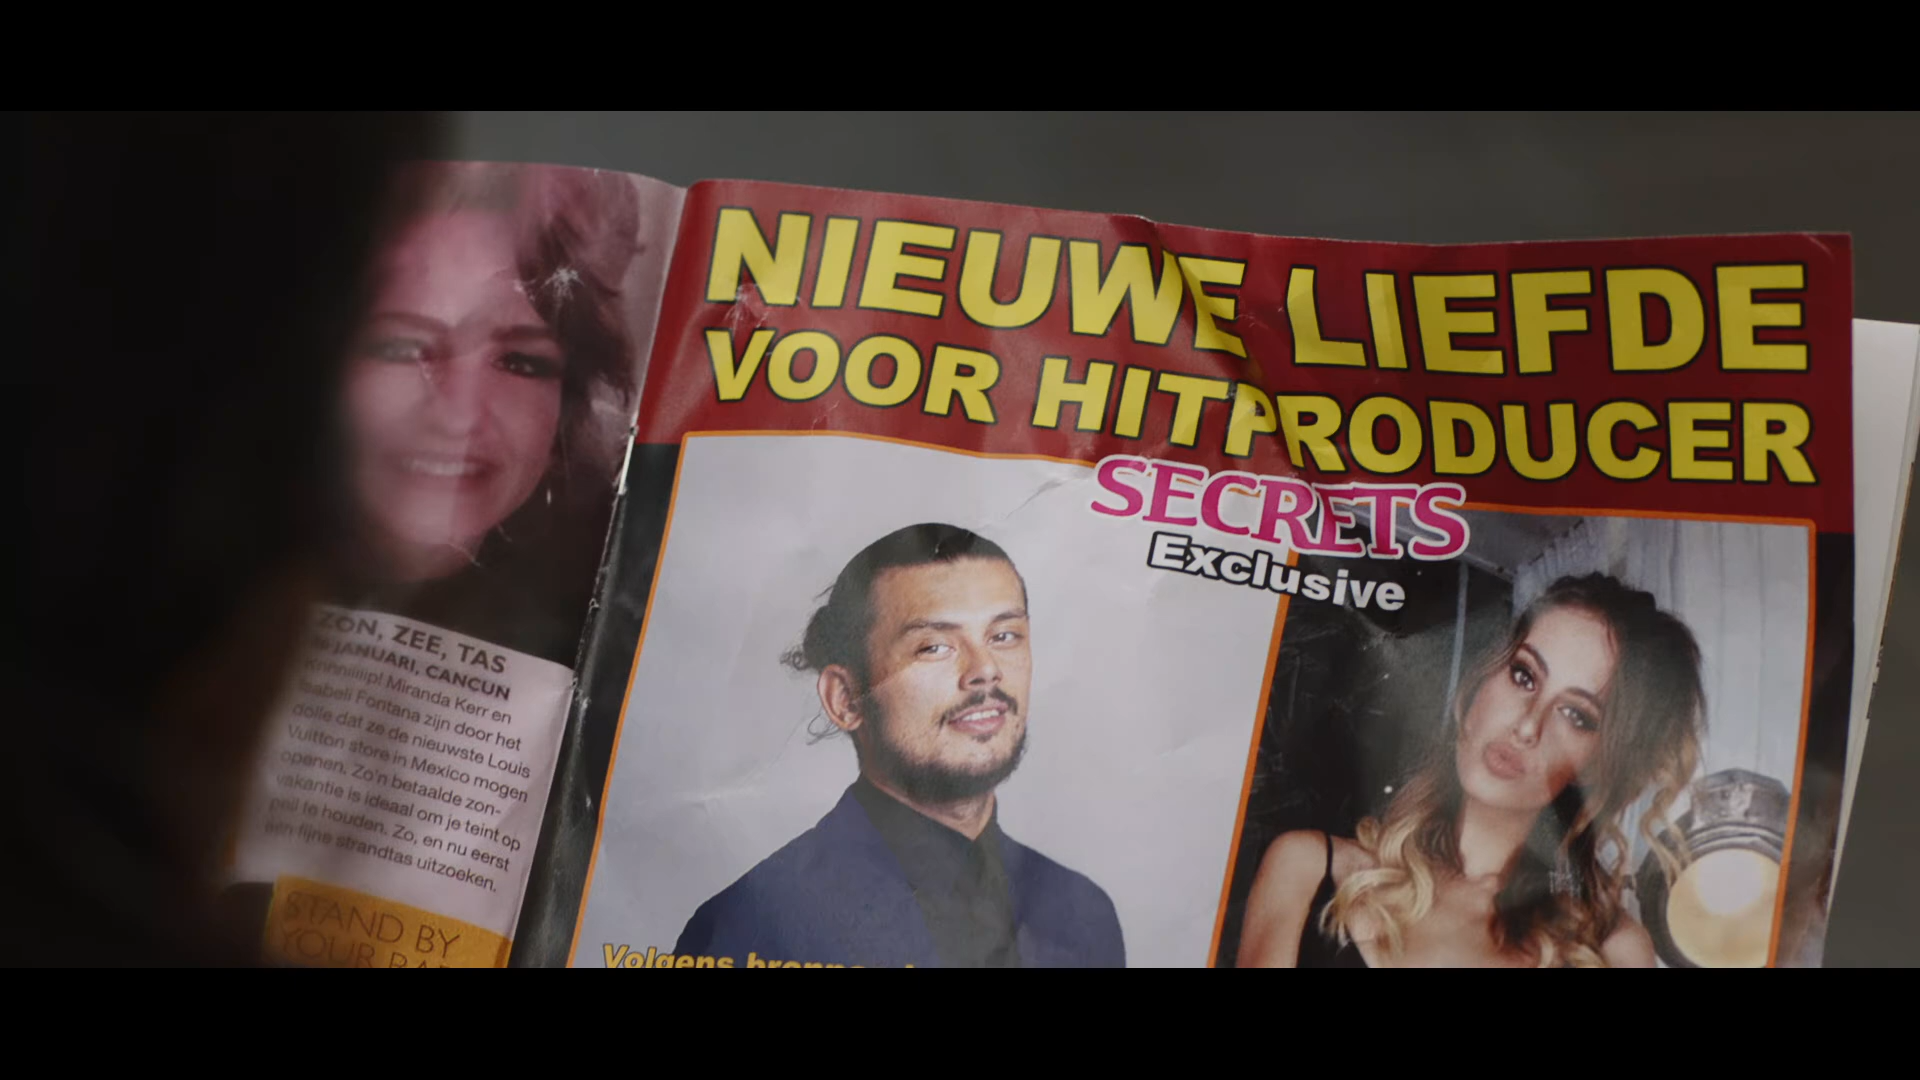 ZON, ZEE, TAS
JANUARI, CANCUN
Miranda Kerr en
Isabeli Fontana zijn door het
dolle dat ze de nieuwste Louis
Vuitton store in Mexico mogen
openen. Zo'n betaalde zon-
vakantie is ideaal om je teint op
peil te houden. Zo, en nu eerst
een fijne strandtas uitzoeken.
STAND BY
YOUR
NIEUWE LIEFDE
VOOR HITPRODUCER
SECRETS
Exclusive
Volgens